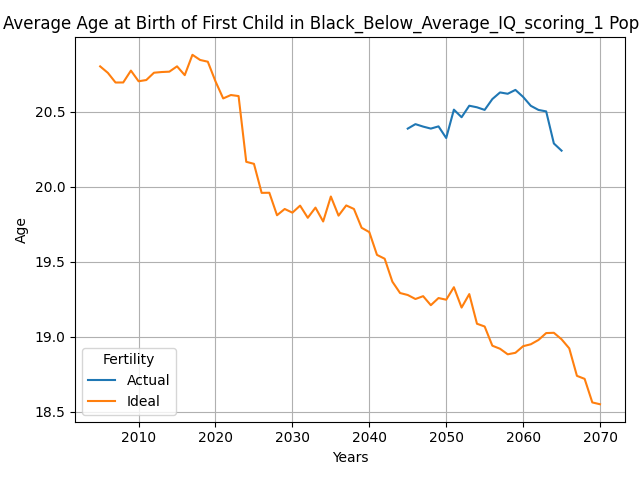 Average Age at Birth of First Child in Black_Below_Average_IQ_scoring_1 Pop
20.5
20.0
19.5
19.0
18.5
Age
Fertility
Actual
Ideal
2010 2020 2030 2040 2050 2060 2070
Years